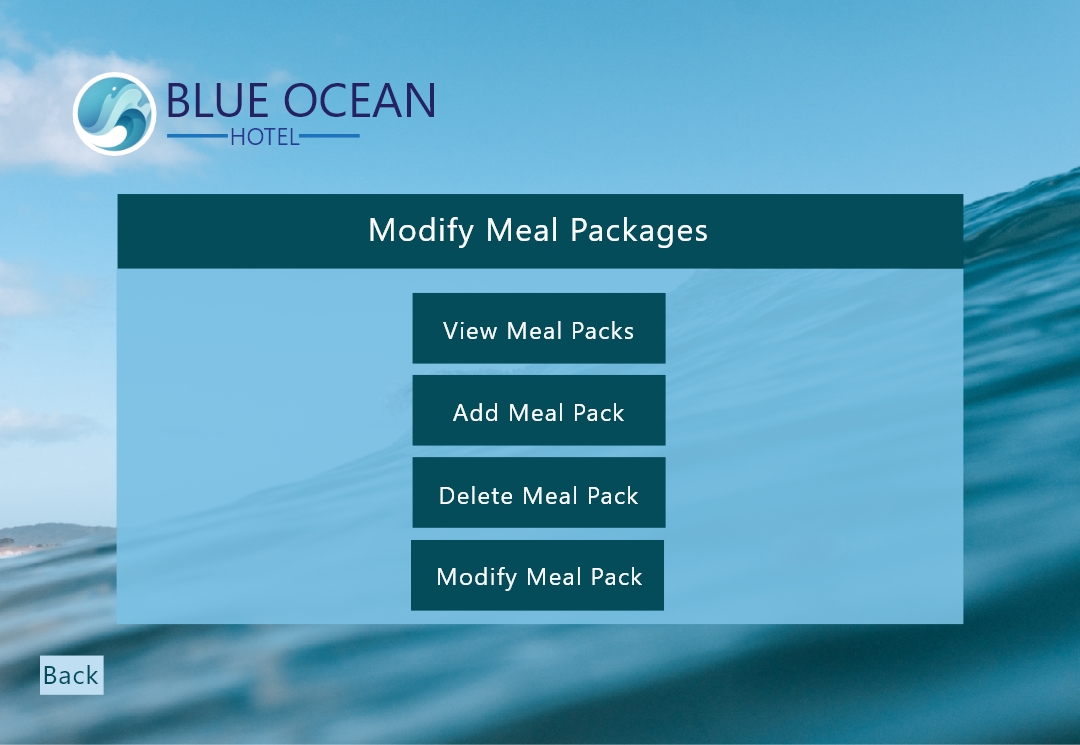 BLUE OCEAN
HOTEL
Modify Meal Packages
View Meal Packs
Add Meal Pack
Delete Meal Pack
Modify Meal Pack
Back